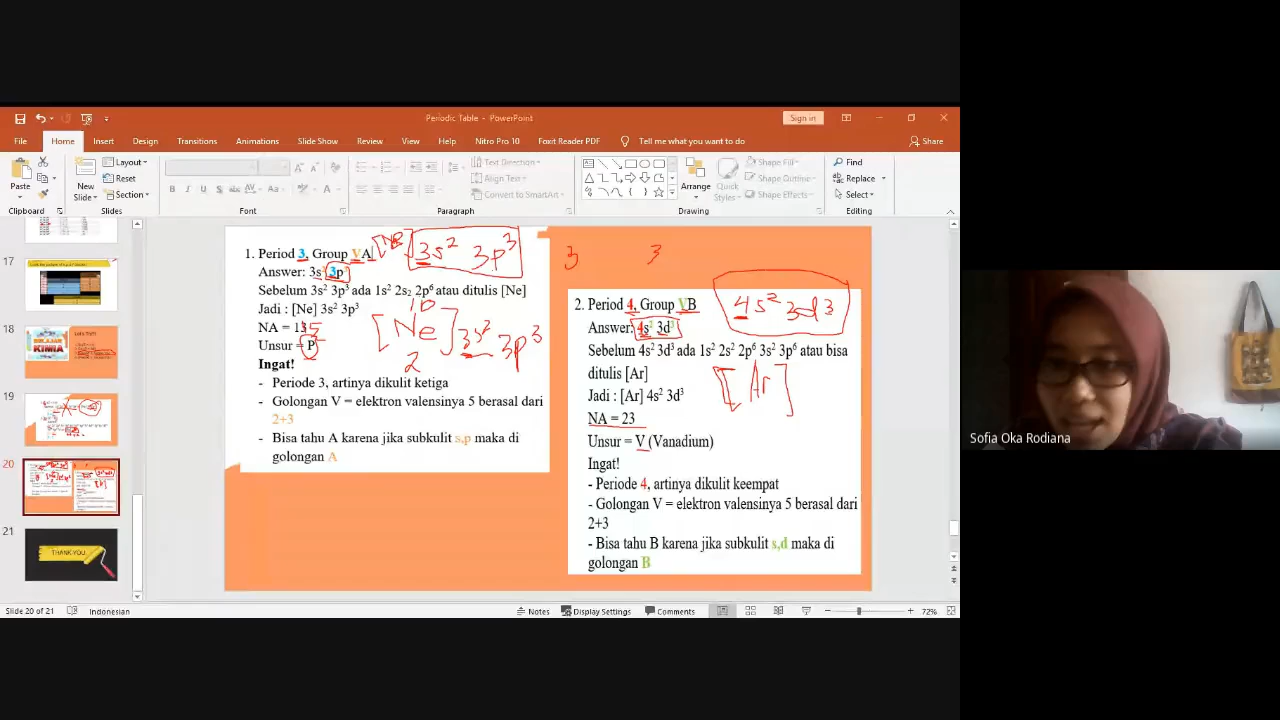 Periodic Table - PowerPoint
Sign in
File Home Insert Design Transitions Animations Slide Show Review View Help Nitro Pro 10 Foxit Reader PDF Tell me what you want to do Share
Paste
New Slide
Layout
Reset
Section
B I U S abc AV Aa A
Text Direction
Align Text
Convert to SmartArt
Arrange
Quick Styles
Shape Fill
Shape Outline
Shape Effects
Find
Replace
Select
Clipboard Slides Font Paragraph Drawing Editing
17
18
BELAJAR
KIMIA
19
20
21
THANK YOU.
1. Period 3, Group VA [Ne] 3s² 3p³
Answer: 3s² 3p³
Sebelum 3s² 3p³ ada 1s² 2s₂ 2p⁶ atau ditulis [Ne]
Jadi : [Ne] 3s² 3p³
NA = 15
Unsur = P
10
[Ne] 3s² 3p³
2
Ingat!
- Periode 3, artinya dikulit ketiga
- Golongan V = elektron valensinya 5 berasal dari
2+3
- Bisa tahu A karena jika subkulit s,p maka di
golongan A
3 3
4s² 3d3
2. Period 4, Group VB
Answer: 4s² 3d³
Sebelum 4s² 3d³ ada 1s² 2s² 2p⁶ 3s² 3p⁶ atau bisa
ditulis [Ar]
[Ar]
Jadi : [Ar] 4s² 3d³
NA = 23
Unsur = V (Vanadium)
Ingat!
- Periode 4, artinya dikulit keempat
- Golongan V = elektron valensinya 5 berasal dari
2+3
- Bisa tahu B karena jika subkulit s,d maka di
golongan B
Sofia Oka Rodiana
Slide 20 of 21 Indonesian Notes Display Settings Comments 72%